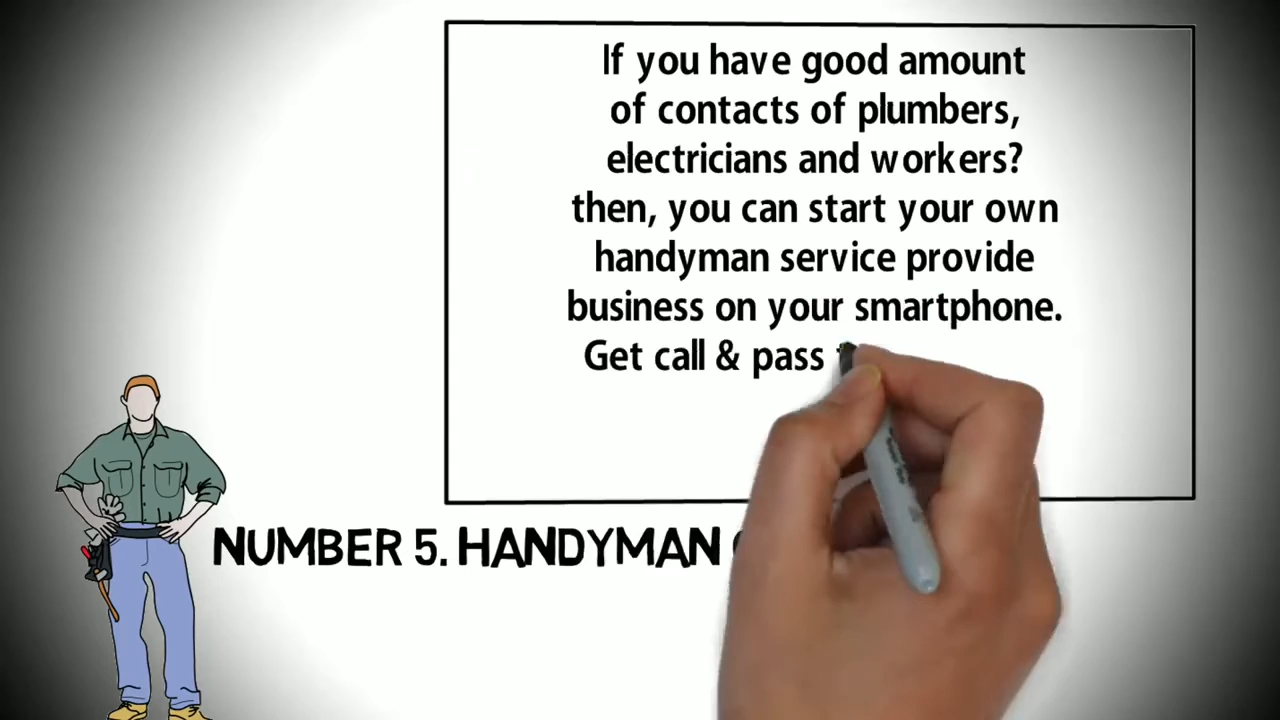 If you have good amount
of contacts of plumbers,
electricians and workers?
then, you can start your own
handyman service provide
business on your smartphone.
Get call & pass
NUMBER 5. HANDYMAN